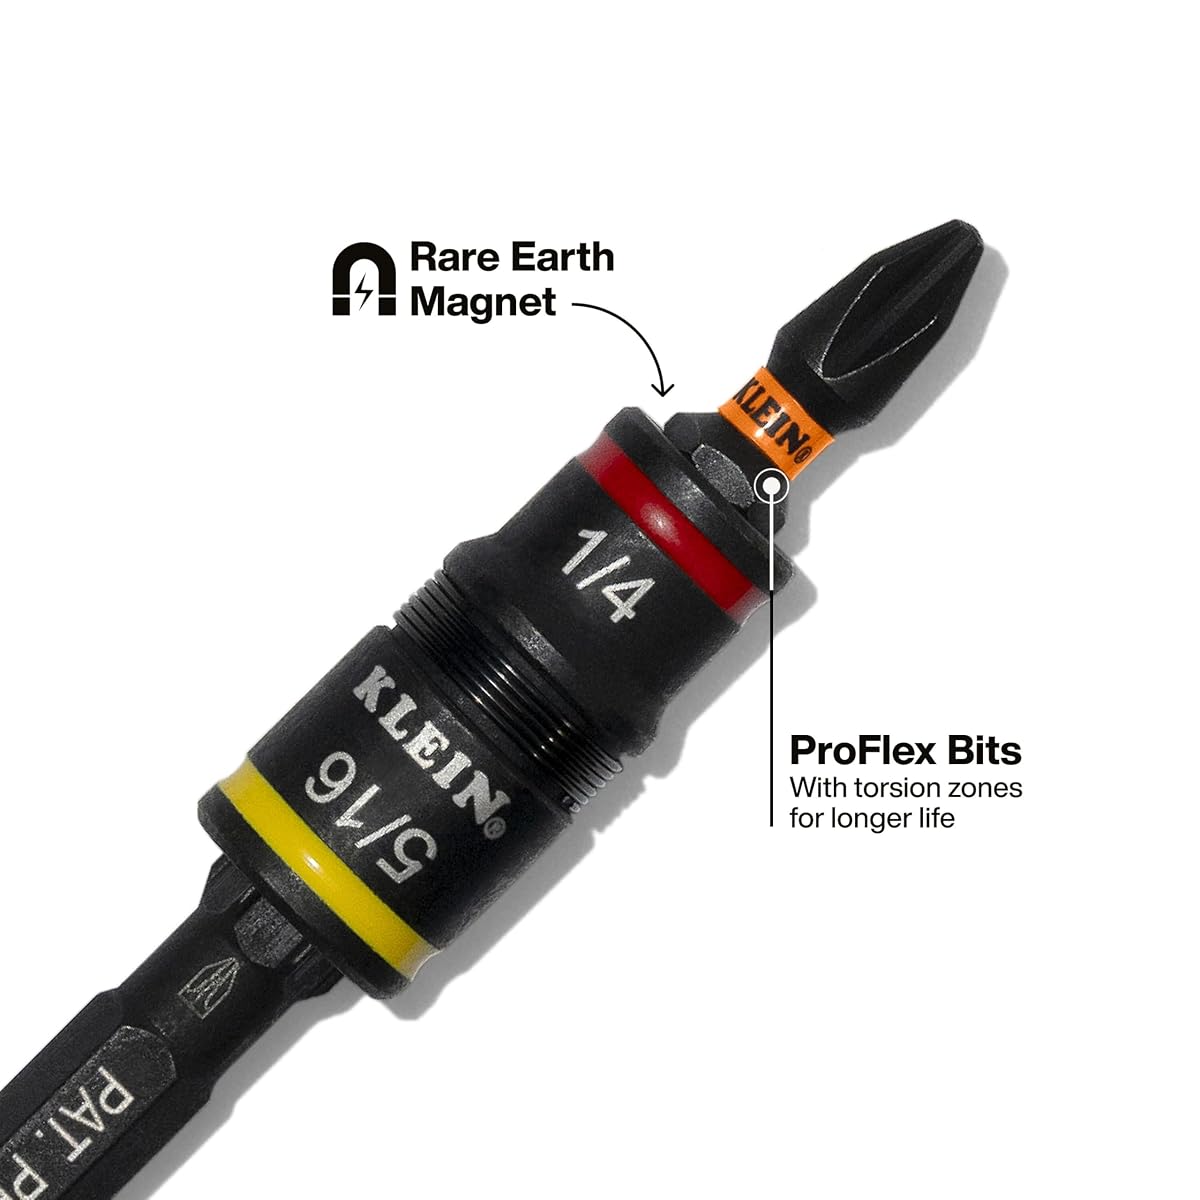 Rare Earth
Magnet
KLEIN®
1/4
KLEIN®
5/16
ProFlex Bits
With torsion zones
for longer life
PAT. P